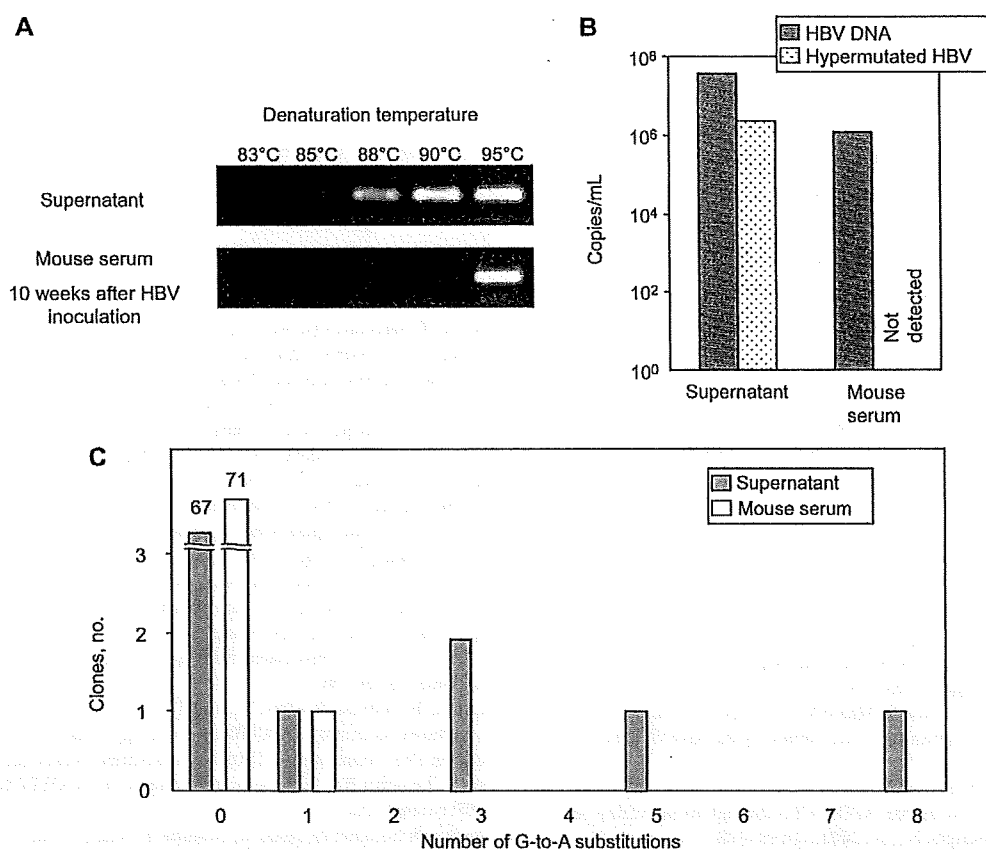 A
Denaturation temperature
83°C 85°C 88°C 90°C 95°C
Supernatant
Mouse serum
10 weeks after HBV
inoculation
B
HBV DNA
Hypermutated HBV
Copies/mL
10⁸
10⁶
10⁴
10²
10⁰
Not
detected
Supernatant
Mouse
serum
C
Supernatant
Mouse serum
67
71
Clones, no.
3
2
1
0
0 1 2 3 4 5 6 7 8
Number of G-to-A substitutions